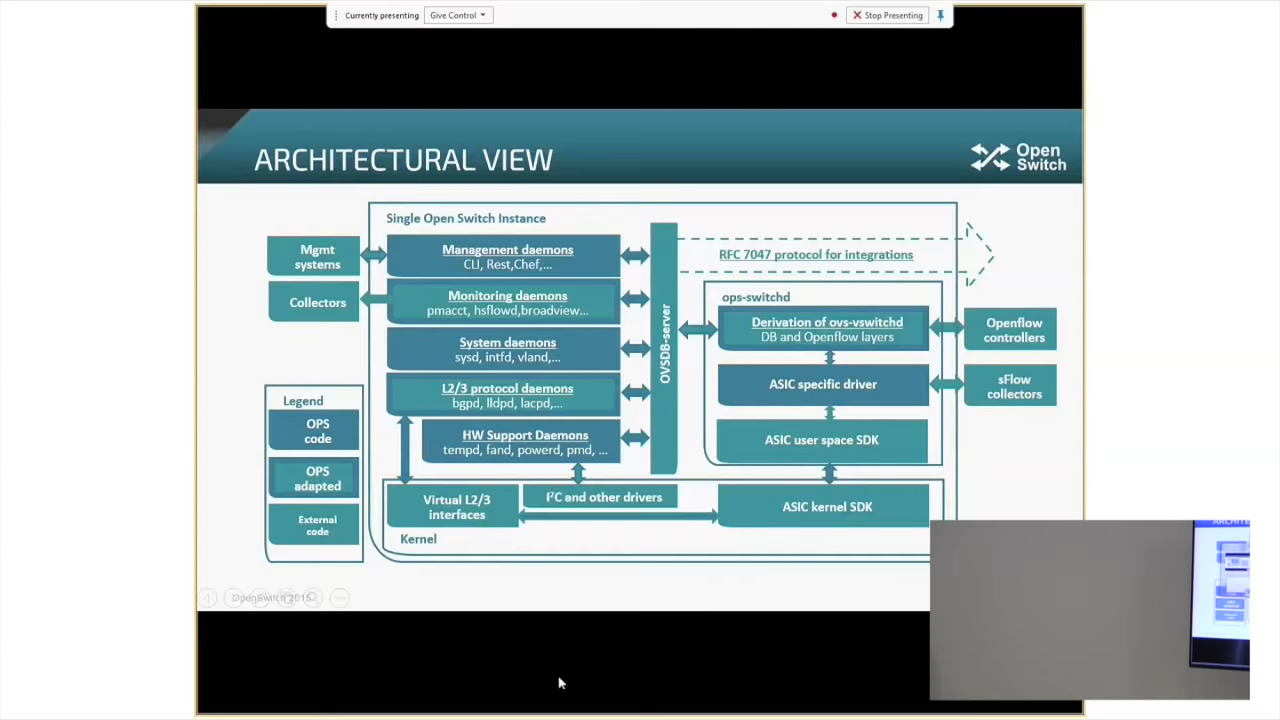 Currently presenting
Give Control
Stop Presenting
ARCHITECTURAL VIEW
Open
Switch
Single Open Switch Instance
Mgmt
systems
Collectors
Management daemons
CLI, Rest,Chef,...
Monitoring daemons
pmacct, hsflowd,broadview...
System daemons
sysd, intfd, vland,...
L2/3 protocol daemons
bgpd, lldpd, lacpd,...
HW Support Daemons
tempd, fand, powerd, pmd, ...
OVSDB-server
RFC 7047 protocol for integrations
ops-switchd
Derivation of ovs-vswitchd
DB and Openflow layers
ASIC specific driver
ASIC user space SDK
Openflow
controllers
sFlow
collectors
Legend
OPS
code
OPS
adapted
External
code
Virtual L2/3
interfaces
I²C and other drivers
ASIC kernel SDK
Kernel
OpenSwitch 2015